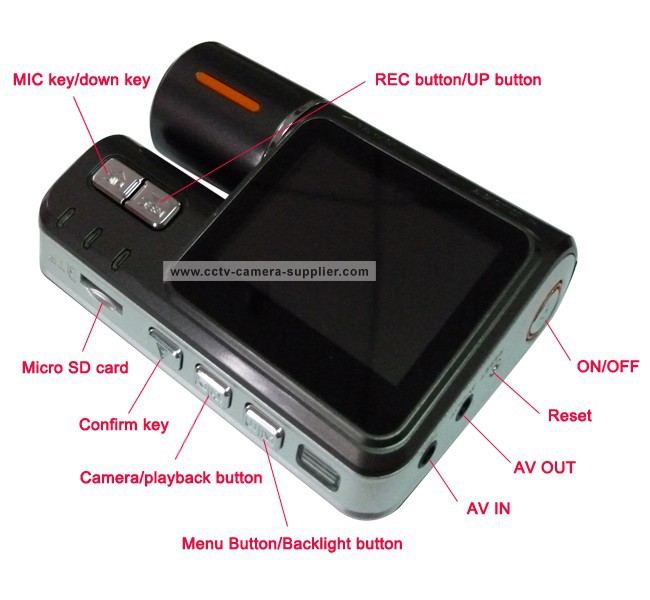 MIC key/down key
REC button/UP button
www.cctv-camera-supplier.com
Micro SD card
ON/OFF
Confirm key
Reset
Camera/playback button
AV OUT
AV IN
Menu Button/Backlight button